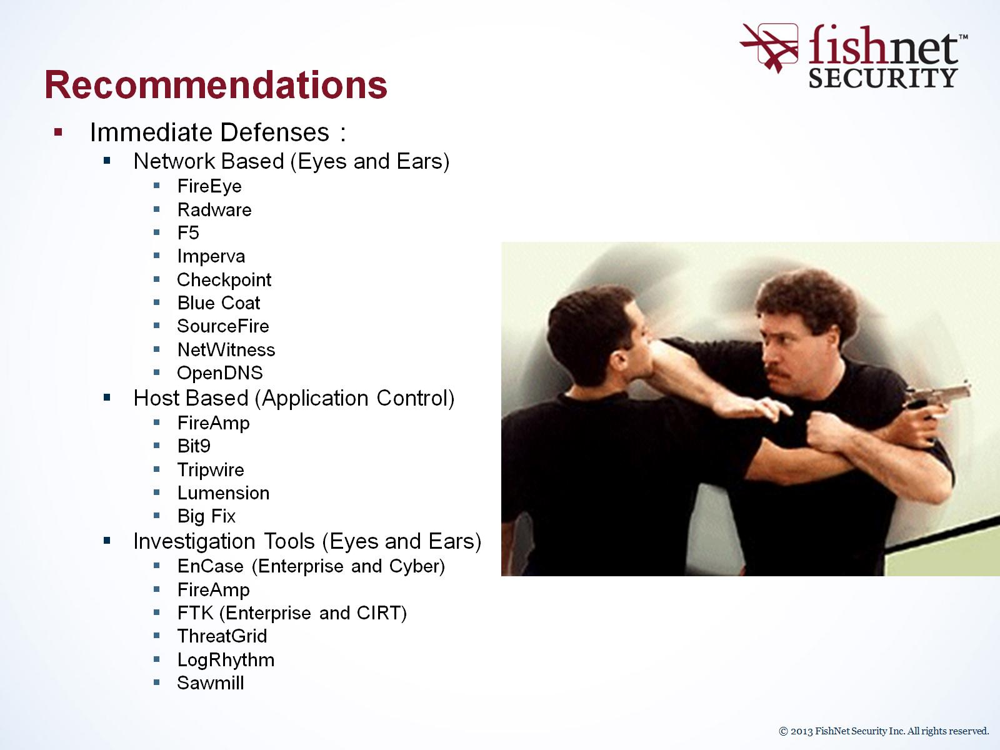 fishnet™
SECURITY
Recommendations
Immediate Defenses :
Network Based (Eyes and Ears)
FireEye
Radware
F5
Imperva
Checkpoint
Blue Coat
SourceFire
NetWitness
OpenDNS
Host Based (Application Control)
FireAmp
Bit9
Tripwire
Lumension
Big Fix
Investigation Tools (Eyes and Ears)
EnCase (Enterprise and Cyber)
FireAmp
FTK (Enterprise and CIRT)
ThreatGrid
LogRhythm
Sawmill
© 2013 FishNet Security Inc. All rights reserved.